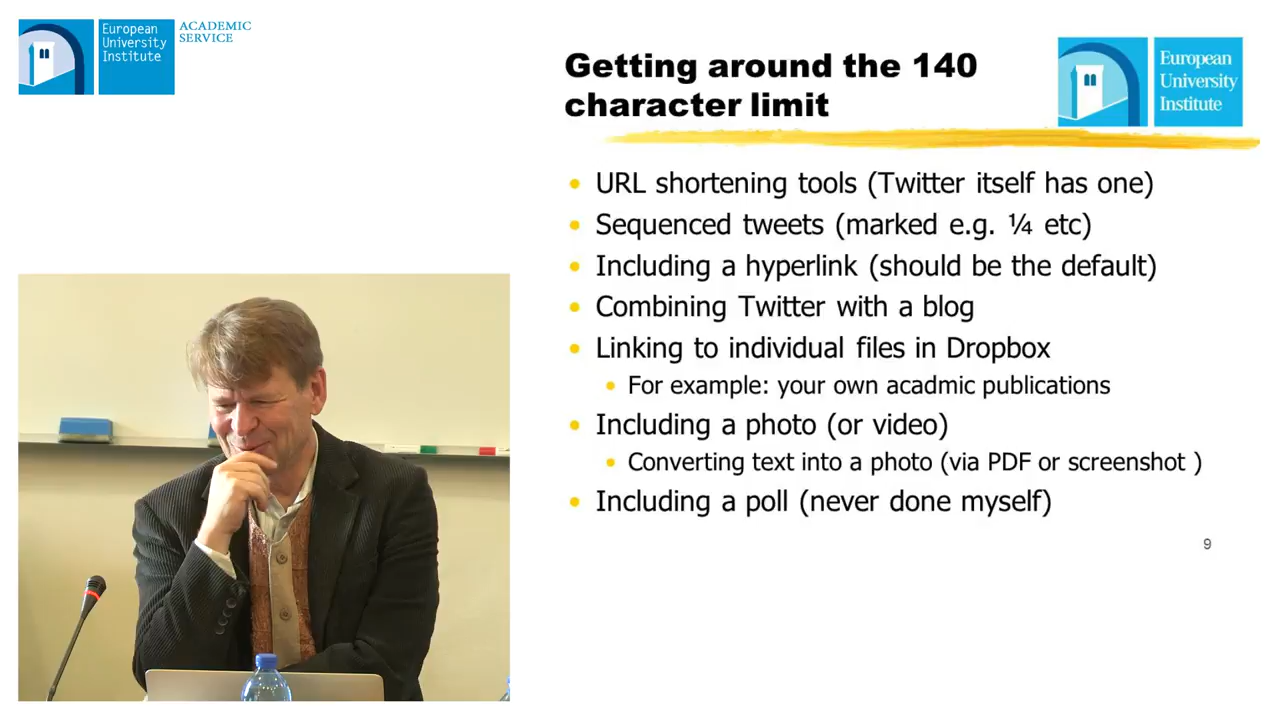 European
University
Institute
ACADEMIC
SERVICE
Getting around the 140
character limit
European
University
Institute
• URL shortening tools (Twitter itself has one)
• Sequenced tweets (marked e.g. ¼ etc)
• Including a hyperlink (should be the default)
• Combining Twitter with a blog
• Linking to individual files in Dropbox
• For example: your own acadmic publications
• Including a photo (or video)
• Converting text into a photo (via PDF or screenshot )
• Including a poll (never done myself)
9